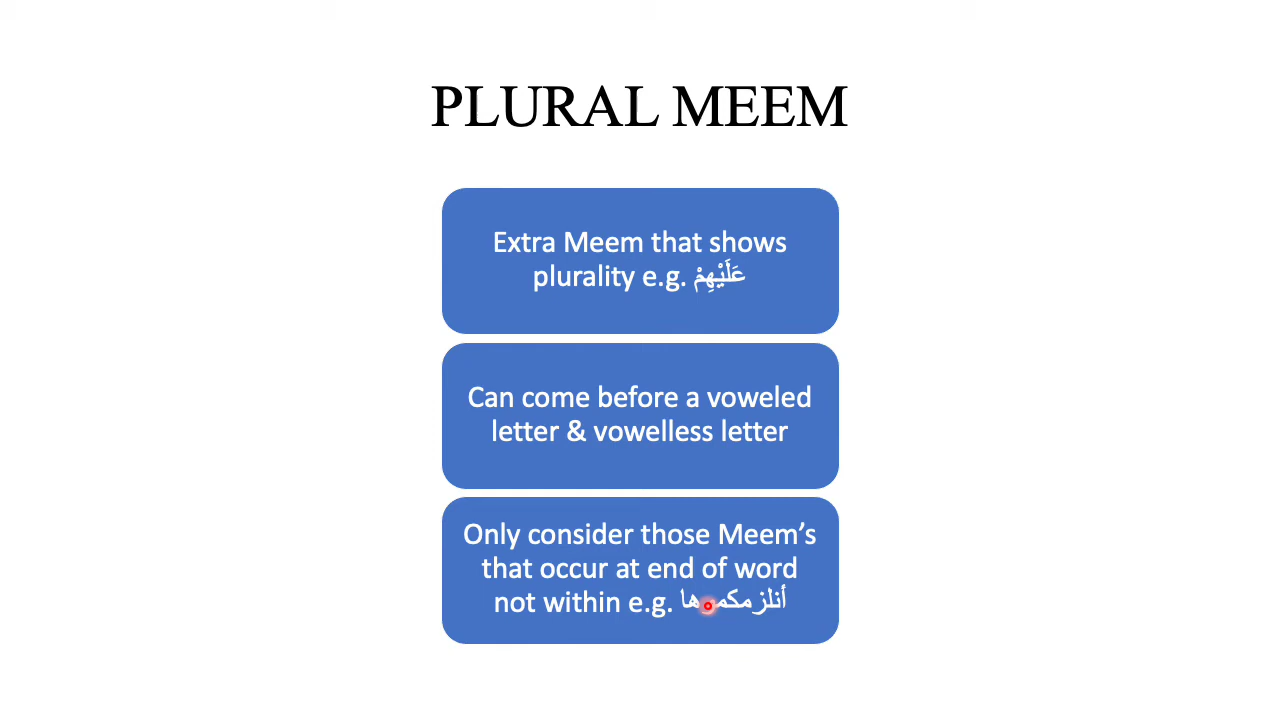 PLURAL MEEM
Extra Meem that shows
plurality e.g. عَلَيْهِمْ
Can come before a voweled
letter & vowelless letter
Only consider those Meem’s
that occur at end of word
not within e.g. أنلزمكموها